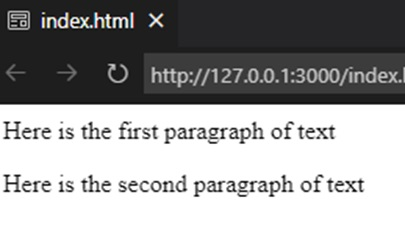 index.html
http://127.0.0.1:3000/index.
Here is the first paragraph of text
Here is the second paragraph of text